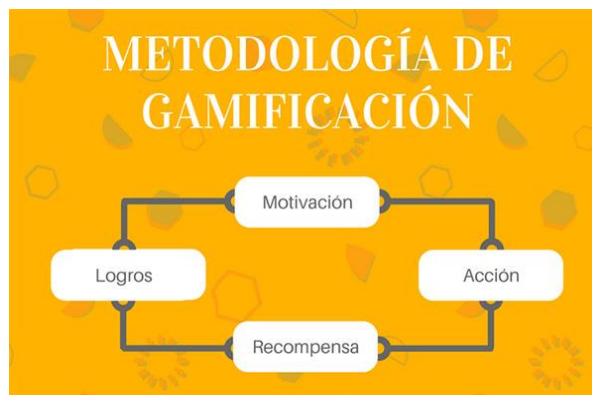 METODOLOGÍA DE
GAMIFICACIÓN
Motivación
Logros
Acción
Recompensa